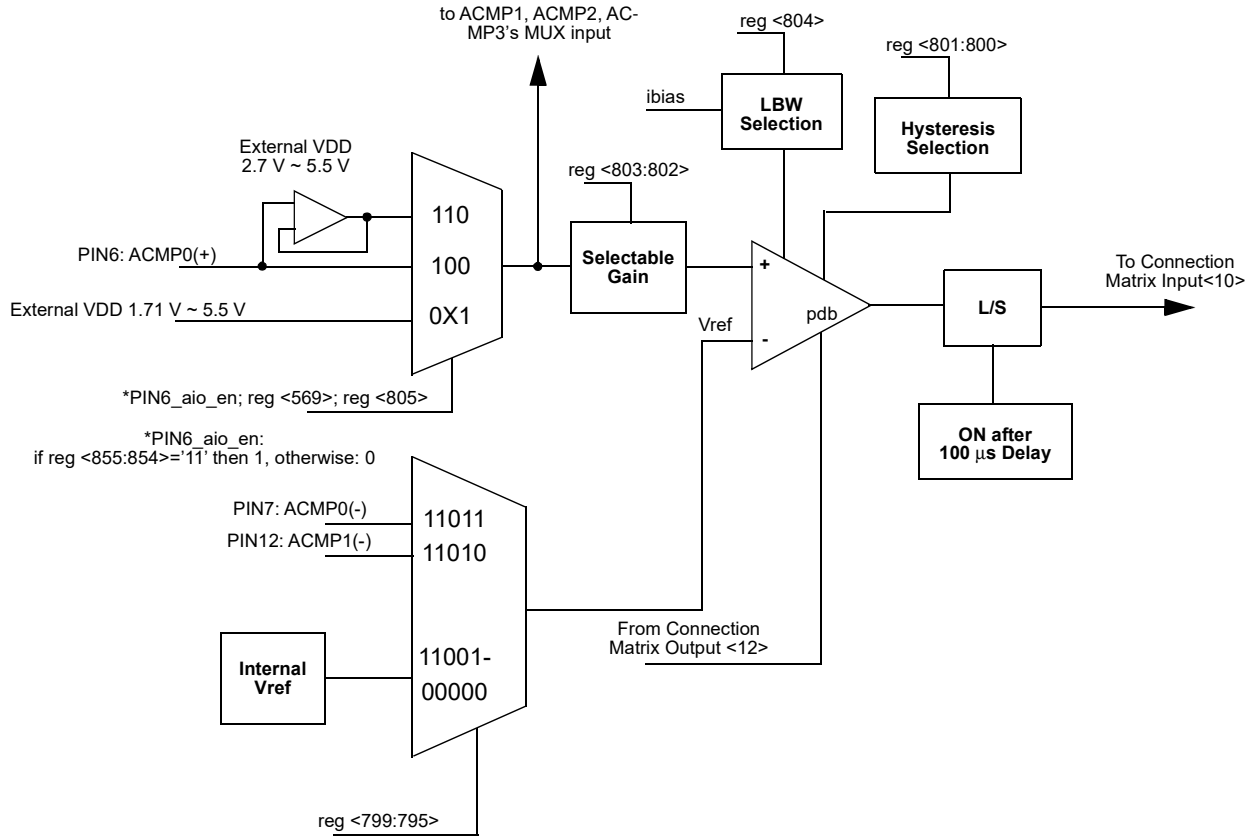 to ACMP1, ACMP2, AC-
MP3's MUX input
reg <804>
reg <801:800>
ibias
LBW
Selection
Hysteresis
Selection
External VDD
2.7 V ~ 5.5 V
reg <803:802>
110
PIN6: ACMP0(+)
100
Selectable
Gain
+
To Connection
Matrix Input<10>
External VDD 1.71 V ~ 5.5 V
0X1
pdb
L/S
Vref
-
*PIN6_aio_en; reg <569>; reg <805>
*PIN6_aio_en:
if reg <855:854>='11' then 1, otherwise: 0
ON after
100 μs Delay
PIN7: ACMP0(-)
11011
PIN12: ACMP1(-)
11010
From Connection
Matrix Output <12>
Internal
Vref
11001-
00000
reg <799:795>